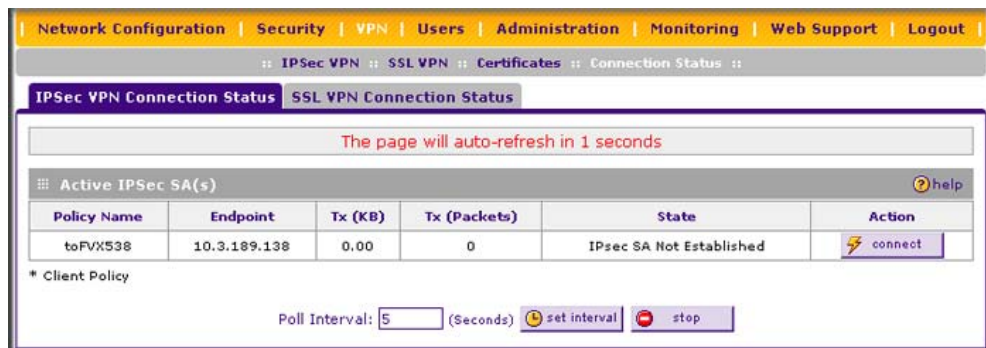 Network Configuration | Security | VPN | Users | Administration | Monitoring | Web Support | Logout
:: IPSec VPN :: SSL VPN :: Certificates :: Connection Status ::
IPSec VPN Connection Status SSL VPN Connection Status
The page will auto-refresh in 1 seconds
Active IPSec SA(s) help
Policy Name Endpoint Tx (KB) Tx (Packets) State Action
toFVX538 10.3.189.138 0.00 0 IPsec SA Not Established connect
* Client Policy
Poll Interval: 5 (Seconds) set interval stop